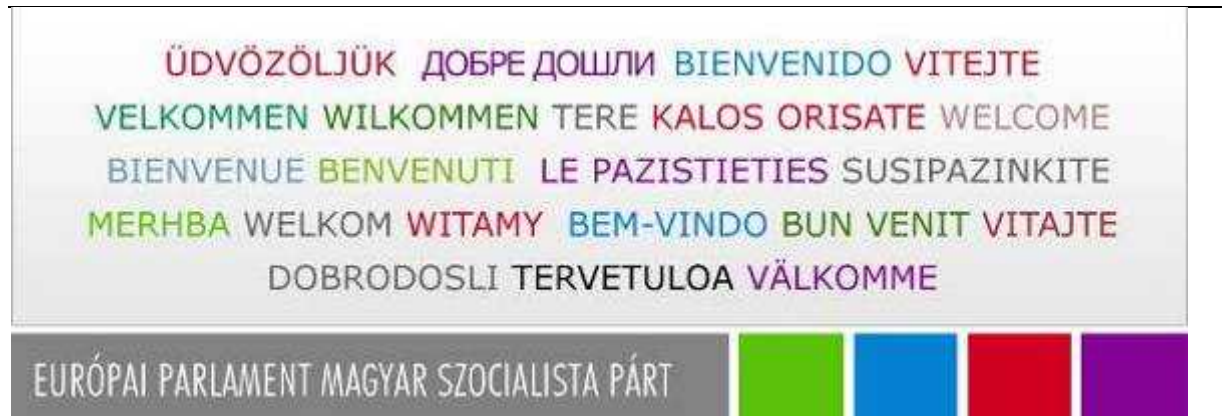 ÜDVÖZÖLJÜK ДОБРЕ ДОШЛИ BIENVENIDO VITEJTE
VELKOMMEN WILKOMMEN TERE KALOS ORISATE WELCOME
BIENVENUE BENVENUTI LE PAZISTIETIES SUSIPAZINKITE
MERHBA WELKOM WITAMY BEM-VINDO BUN VENIT VITAJTE
DOBRODOSLI TERVETULOA VÄLKOMME
EURÓPAI PARLAMENT MAGYAR SZOCIALISTA PÁRT